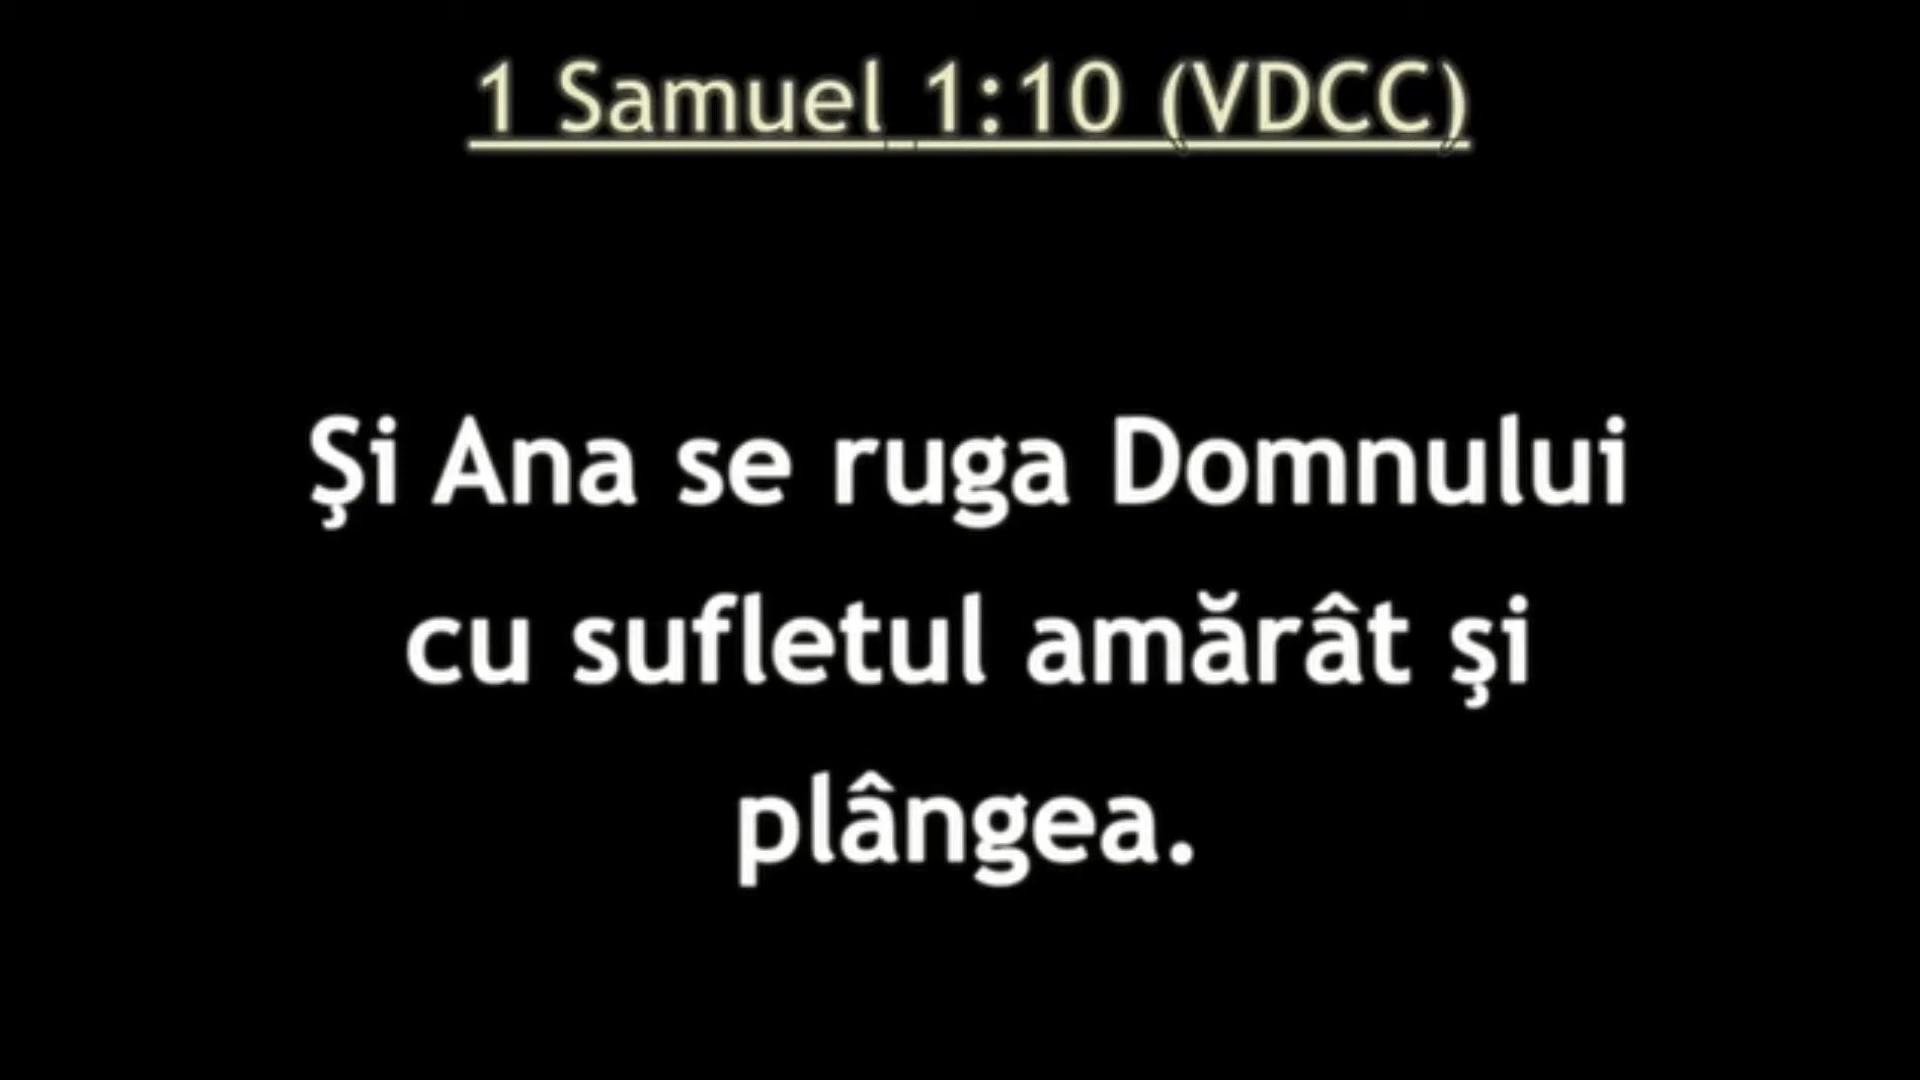 1 Samuel 1:10 (VDCC)
Şi Ana se ruga Domnului
cu sufletul amărât şi
plângea.